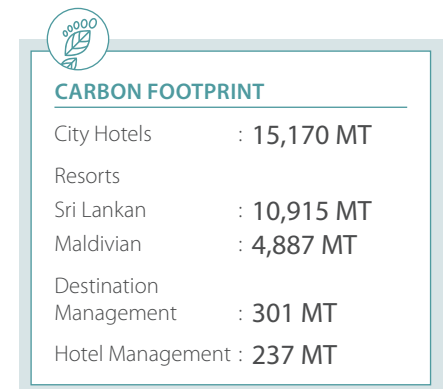 CARBON FOOTPRINT
City Hotels : 15,170 MT
Resorts
Sri Lankan : 10,915 MT
Maldivian : 4,887 MT
Destination
Management : 301 MT
Hotel Management : 237 MT